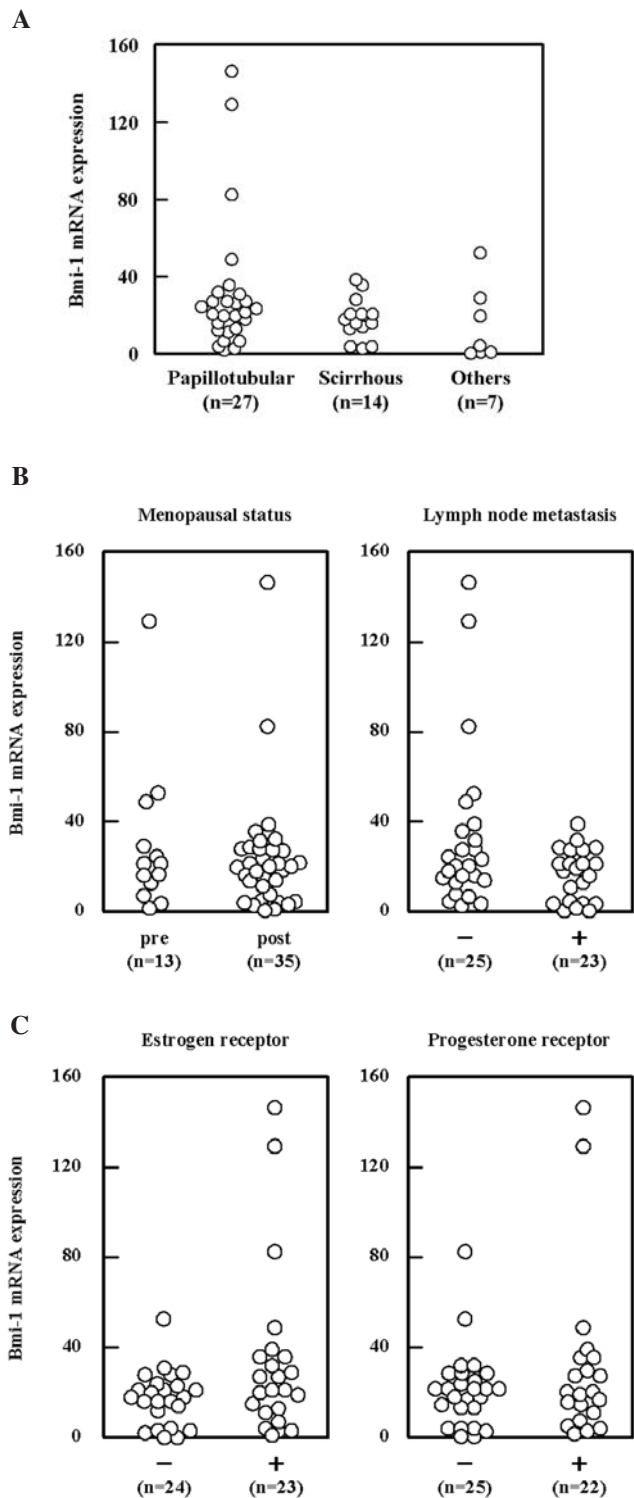 A
Bmi-1 mRNA expression
160
120
80
40
0
Papillotubular Scirrhous Others
(n=27) (n=14) (n=7)
B
Menopausal status Lymph node metastasis
Bmi-1 mRNA expression
160 160
120 120
80 80
40 40
0 0
pre post − +
(n=13) (n=35) (n=25) (n=23)
C
Estrogen receptor Progesterone receptor
Bmi-1 mRNA expression
160 160
120 120
80 80
40 40
0 0
− + − +
(n=24) (n=23) (n=25) (n=22)